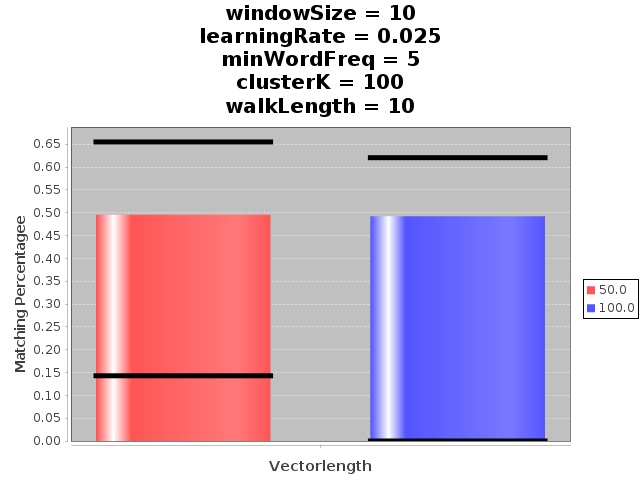 windowSize = 10
learningRate = 0.025
minWordFreq = 5
clusterK = 100
walkLength = 10
0.65
0.60
0.55
0.50
0.45
0.40
0.35
0.30
0.25
0.20
0.15
0.10
0.05
0.00
Matching Percentagee
Vectorlength
50.0
100.0